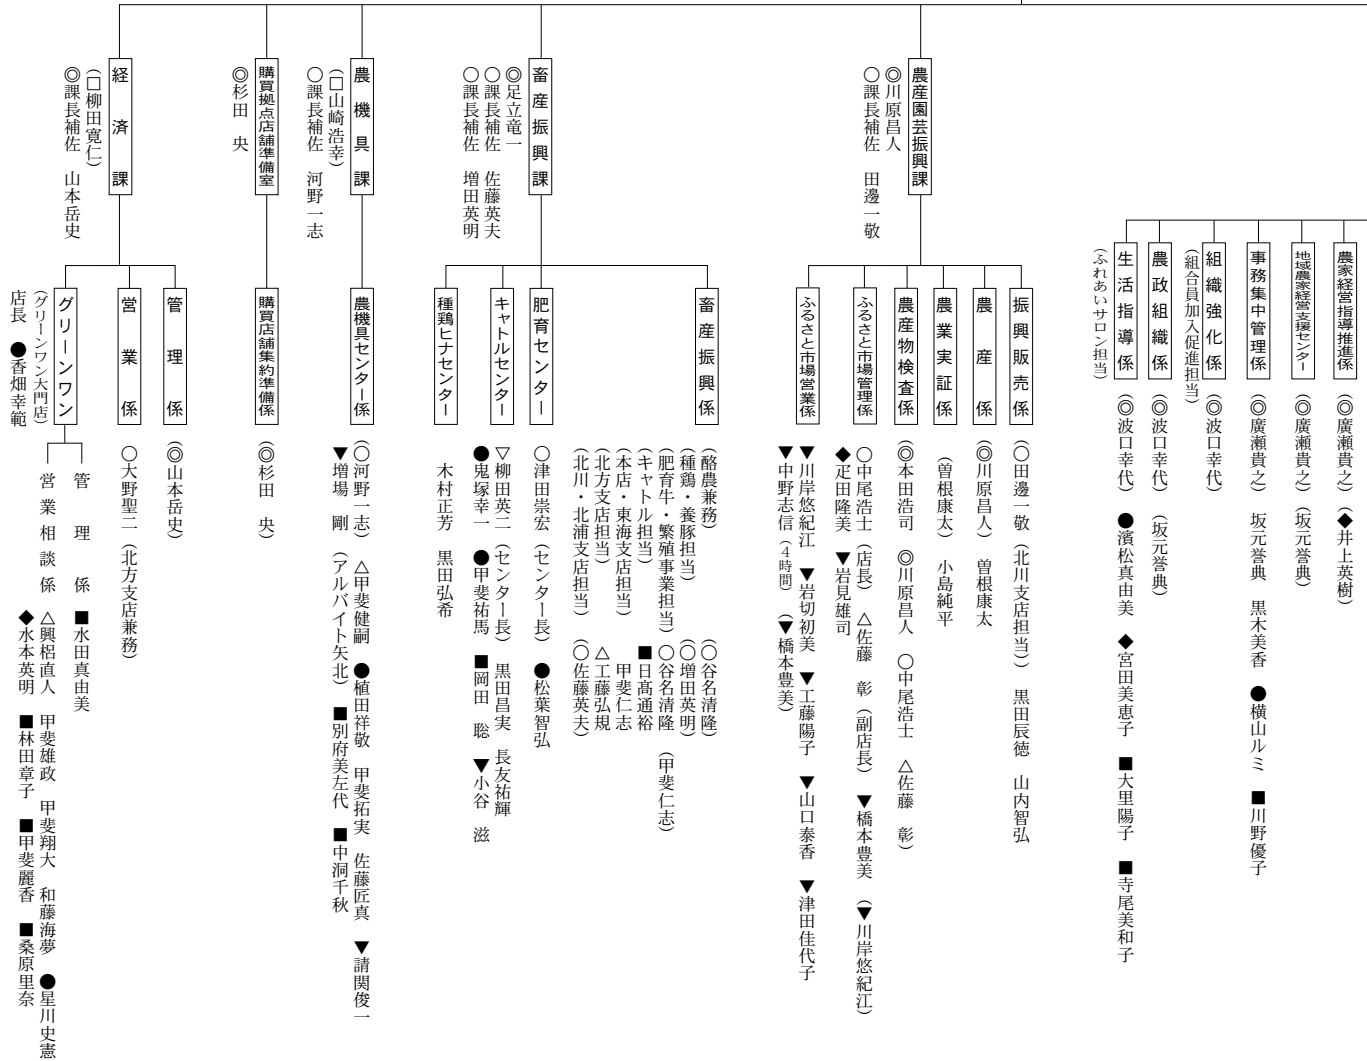 農家経営指導推進係
(◎廣瀬貴之) (◆井上英樹)
地域農家経営支援センター
(◎廣瀬貴之) (坂元誉典)
事務集中管理係
(◎廣瀬貴之) 坂元誉典 黒木美香 ●横山ルミ ■川野優子
組織強化係
(組合員加入促進担当)
(◎波口幸代)
農政組織係
(◎波口幸代) (坂元誉典)
生活指導係
(ふれあいサロン担当)
(◎波口幸代) ●濱松真由美 ◆宮田美恵子 ■大里陽子 ■寺尾美和子
農産園芸振興課
◎川原昌人
○課長補佐 田邊一敬
振興販売係
(○田邊一敬(北川支店担当)) 黒田辰徳 山内智弘
農産係
(◎川原昌人) 曽根康太
農業実証係
(曽根康太) 小島純平
農産物検査係
(◎本田浩司 ◎川原昌人 ○中尾浩士 △佐藤 彰)
ふるさと市場管理係
○中尾浩士(店長) △佐藤 彰(副店長) ▼橋本豊美 (▼川岸悠紀江)
◆疋田隆美 ▼岩見雄司
ふるさと市場営業係
▼川岸悠紀江 ▼岩切初美 ▼工藤陽子 ▼山口泰香 ▼津田佳代子
▼中野志信(4時間) (▼橋本豊美)
畜産振興課
◎足立竜一
○課長補佐 佐藤英夫
○課長補佐 増田英明
畜産振興係
(酪農兼務) (○谷名清隆)
(種鶏・養豚担当) (○増田英明)
(肥育牛・繁殖事業担当) ○谷名清隆 (甲斐仁志)
(キャトル担当) ■日髙通裕
(本店・東海支店担当) 甲斐仁志
(北方支店担当) △工藤弘規
(北川・北浦支店担当) (○佐藤英夫)
肥育センター
○津田崇宏(センター長) ●松葉智弘
キャトルセンター
▽柳田英二(センター長) 黒田昌実 長友祐輝
●鬼塚幸一 ●甲斐祐馬 ■岡田 聡 ▼小谷 滋
種鶏ヒナセンター
木村正芳 黒田弘希
農機具課
(□山崎浩幸)
○課長補佐 河野一志
農機具センター係
(○河野一志) △甲斐健嗣 ●植田祥敬 甲斐拓実 佐藤匠真 ▼請関俊一
▼増場 剛 (アルバイト矢北) ■別府美左代 ■中洞千秋
購買拠点店舗準備室
◎杉田 央
購買店舗集約準備係
(◎杉田 央)
経済課
(□柳田寛仁)
◎課長補佐 山本岳史
管理係
(◎山本岳史)
営業係
○大野聖二(北方支店兼務)
グリーンワン
(グリーンワン大門店)
店長 ●香畑幸範
管理係 ■水田真由美
営業相談係 △興梠直人 甲斐雄政 甲斐翔大 和藤海夢 ●星川史憲
◆水本英明 ■林田章子 ■甲斐麗香 ■桑原里奈